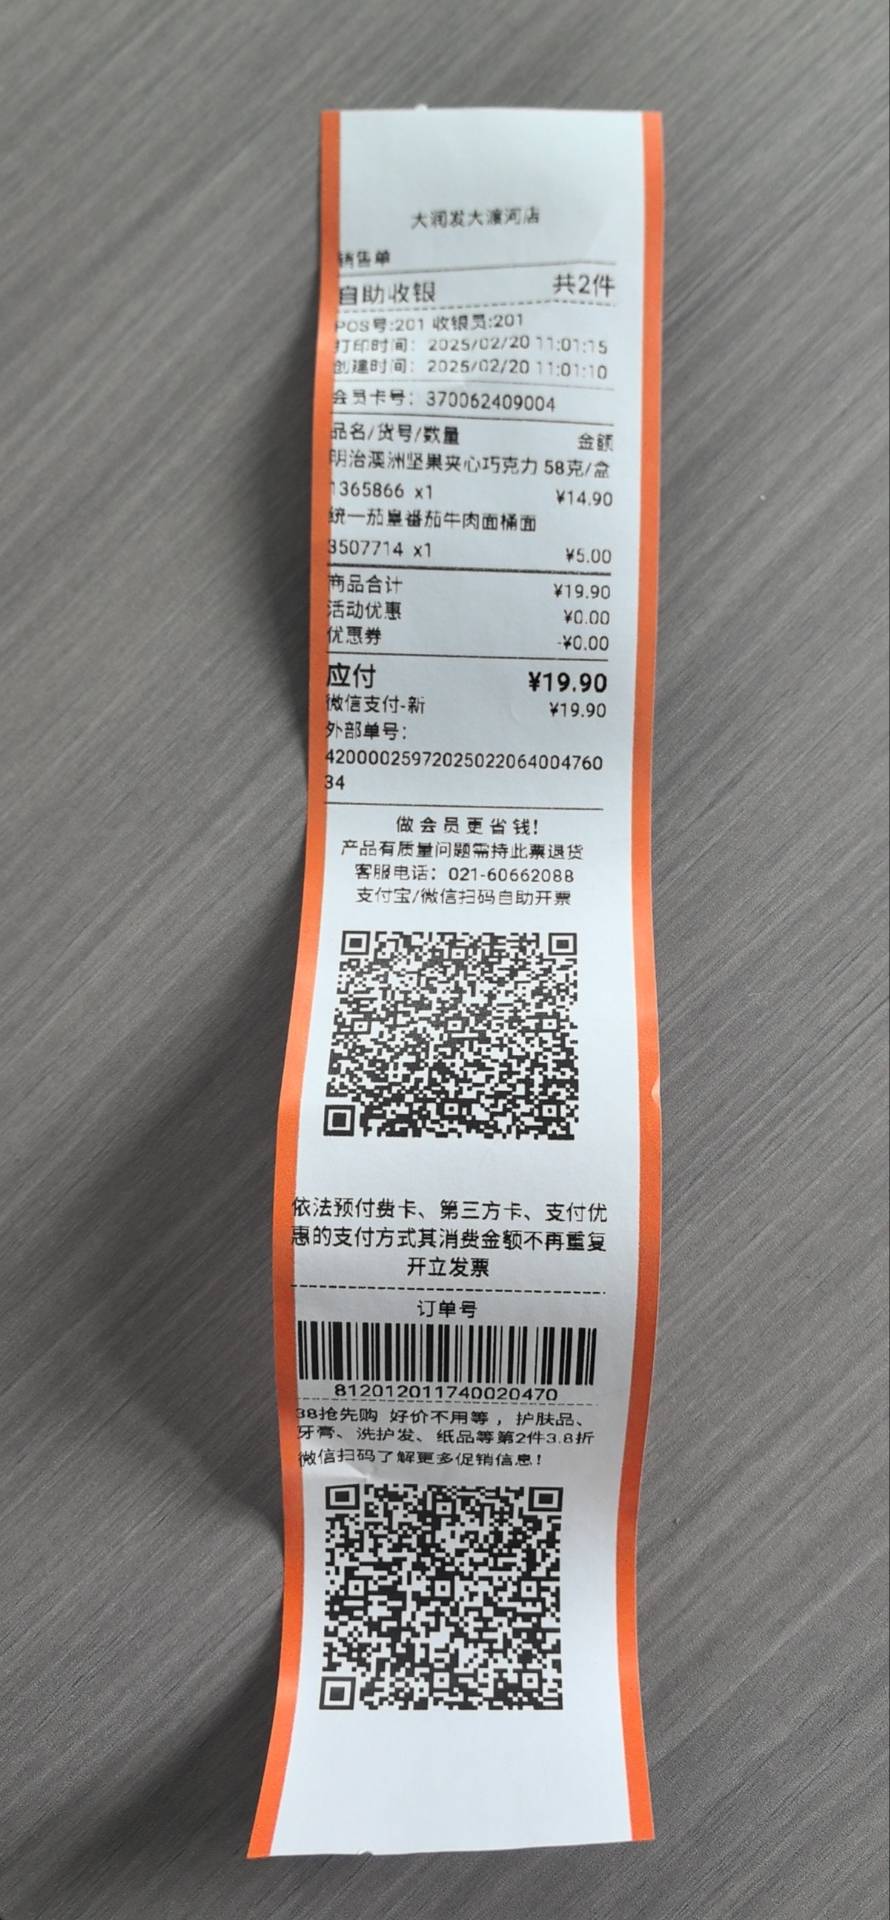 大润发大渡河店
销售单
自助收银 共2件
POS号:201 收银员:201
打印时间: 2025/02/20 11:01:15
创建时间: 2025/02/20 11:01:10
会员卡号: 370062409004
品名/货号/数量 金额
明治澳洲坚果夹心巧克力 58克/盒
1365866 x1 ¥14.90
统一茄皇番茄牛肉面桶面
3507714 x1 ¥5.00
商品合计 ¥19.90
活动优惠 ¥0.00
优惠券 -¥0.00
应付 ¥19.90
微信支付-新 ¥19.90
外部单号:
42000025972025022064004760
34
做会员更省钱!
产品有质量问题需持此票退货
客服电话: 021-60662088
支付宝/微信扫码自助开票
依法预付费卡、第三方卡、支付优
惠的支付方式其消费金额不再重复
开立发票
订单号
812012011740020470
38抢先购 好价不用等，护肤品、
牙膏、洗护发、纸品等第2件3.8折
微信扫码了解更多促销信息!